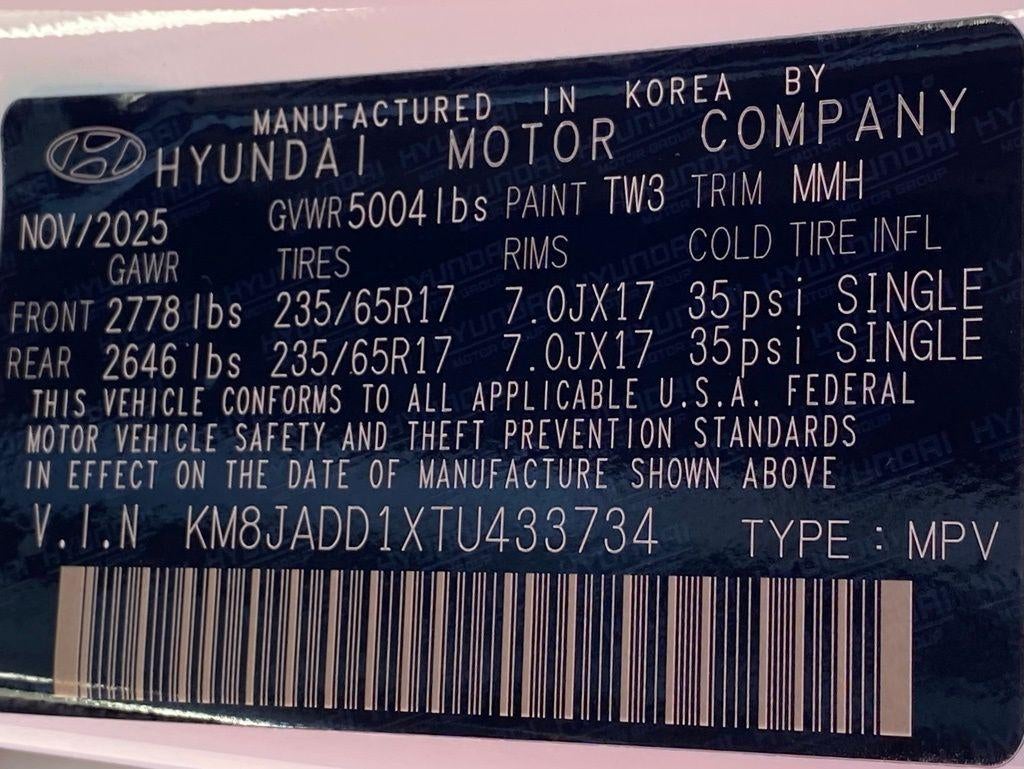 MANUFACTURED IN KOREA BY
HYUNDAI MOTOR COMPANY
NOV/2025 GVWR 5004 lbs PAINT TW3 TRIM MMH
GAWR TIRES RIMS COLD TIRE INFL
FRONT 2778 lbs 235/65R17 7.0JX17 35psi SINGLE
REAR 2646 lbs 235/65R17 7.0JX17 35psi SINGLE
THIS VEHICLE CONFORMS TO ALL APPLICABLE U.S.A. FEDERAL
MOTOR VEHICLE SAFETY AND THEFT PREVENTION STANDARDS
IN EFFECT ON THE DATE OF MANUFACTURE SHOWN ABOVE
V.I.N KM8JADD1XTU433734 TYPE : MPV